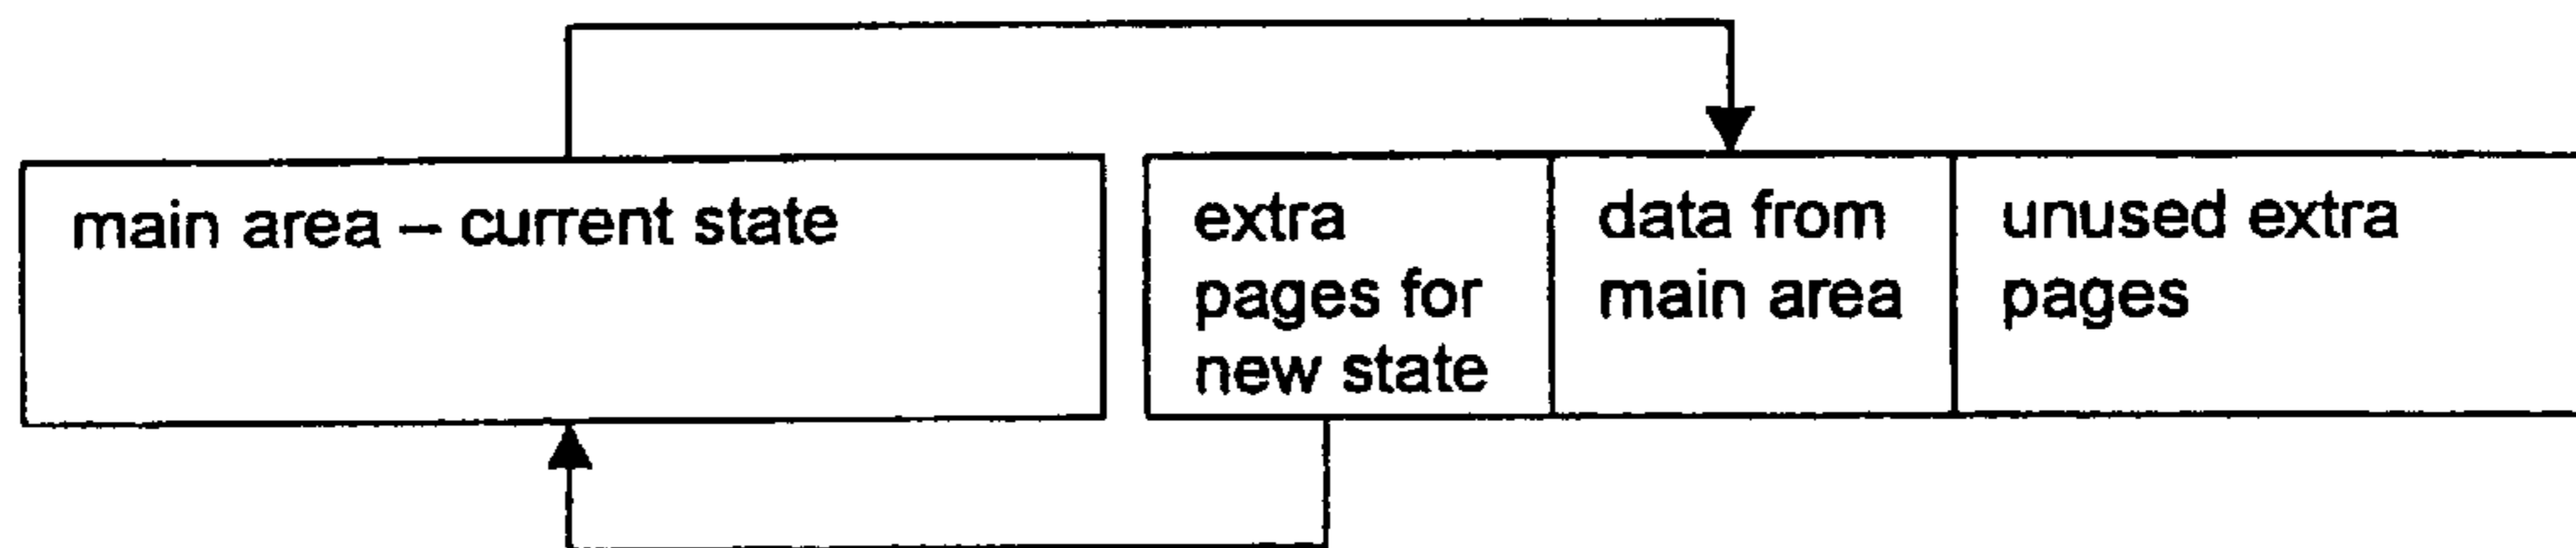 main area – current state
extra
pages for
new state
data from
main area
unused extra
pages